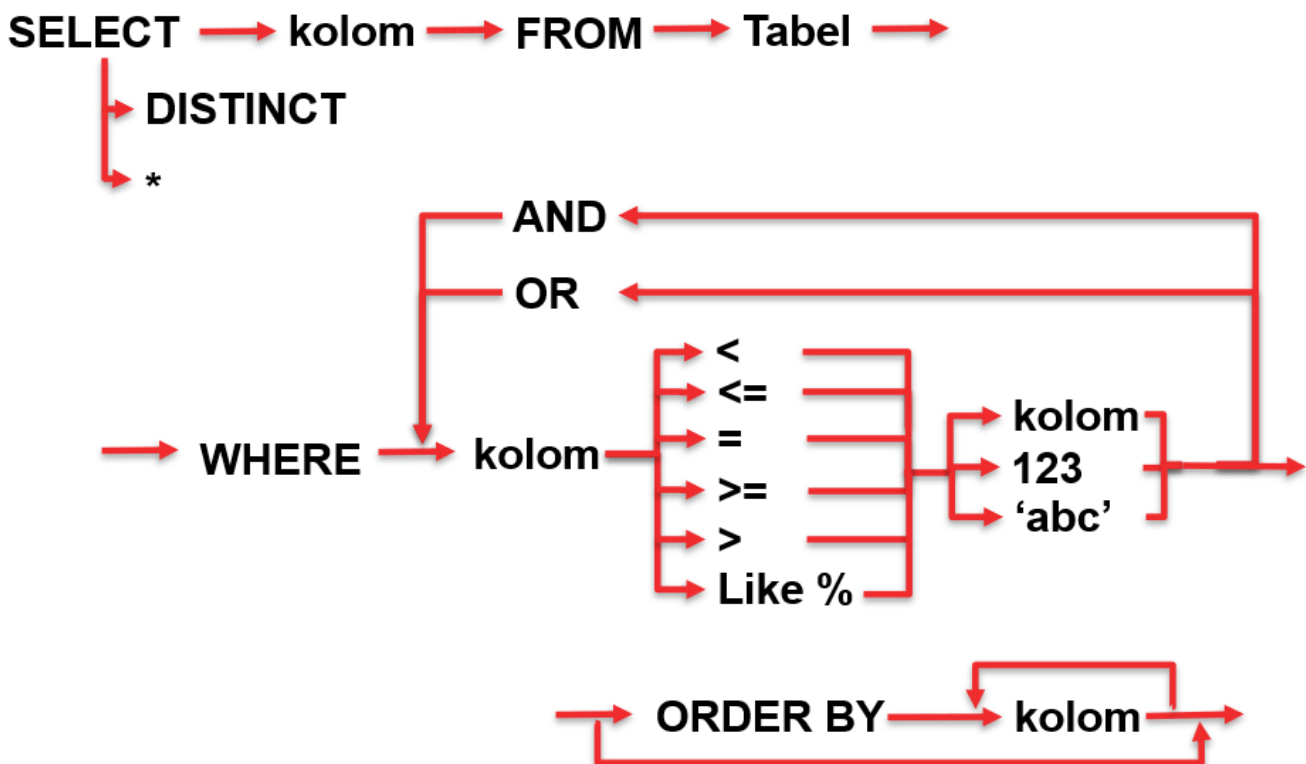 SELECT kolom FROM Tabel
DISTINCT
*
AND
OR
<
<=
=
>=
>
Like %
WHERE kolom
kolom
123
‘abc’
ORDER BY kolom